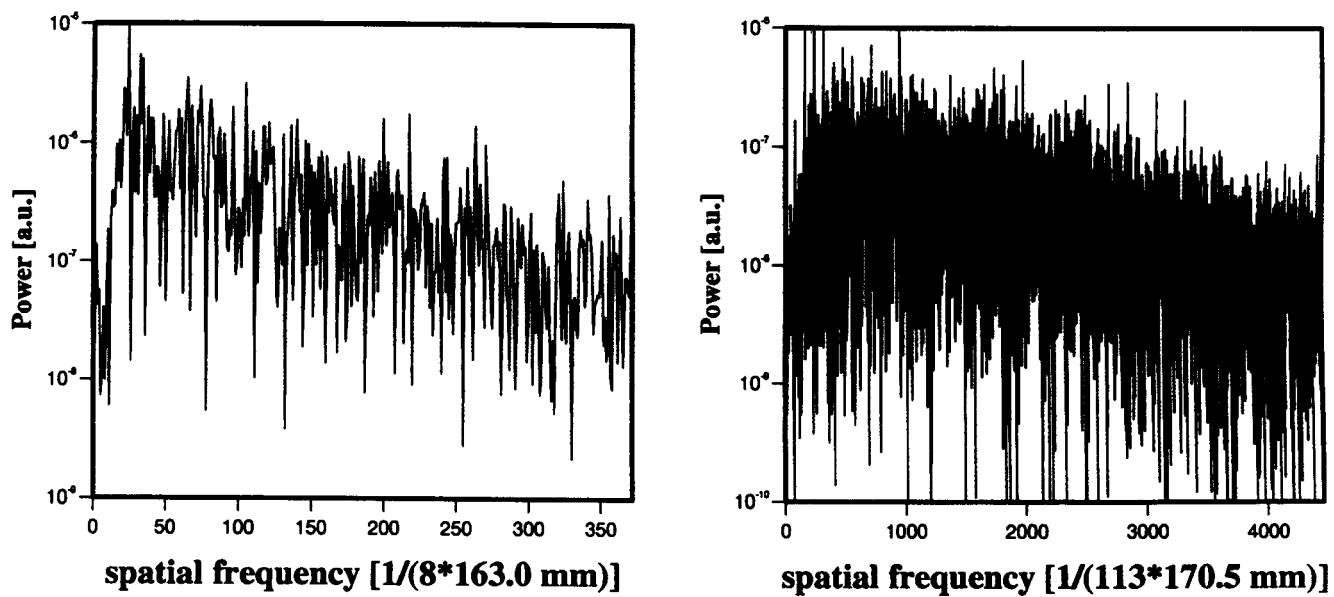 10^-5
10^-6
10^-7
10^-8
10^-9
Power [a.u.]
0 50 100 150 200 250 300 350
spatial frequency [1/(8*163.0 mm)]
10^-6
10^-7
10^-8
10^-9
10^-10
Power [a.u.]
0 1000 2000 3000 4000
spatial frequency [1/(113*170.5 mm)]